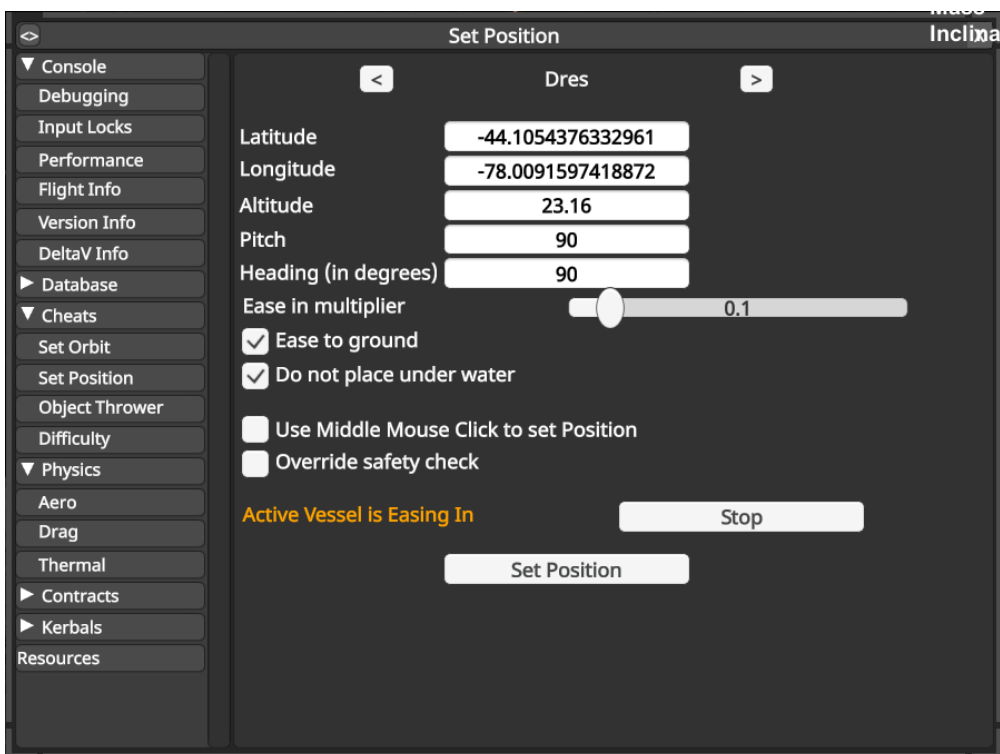 <> Set Position
Inclina
Console
Debugging
Input Locks
Performance
Flight Info
Version Info
DeltaV Info
Database
Cheats
Set Orbit
Set Position
Object Thrower
Difficulty
Physics
Aero
Drag
Thermal
Contracts
Kerbals
Resources
< Dres >
Latitude -44.1054376332961
Longitude -78.0091597418872
Altitude 23.16
Pitch 90
Heading (in degrees) 90
Ease in multiplier 0.1
Ease to ground
Do not place under water
Use Middle Mouse Click to set Position
Override safety check
Active Vessel is Easing In Stop
Set Position